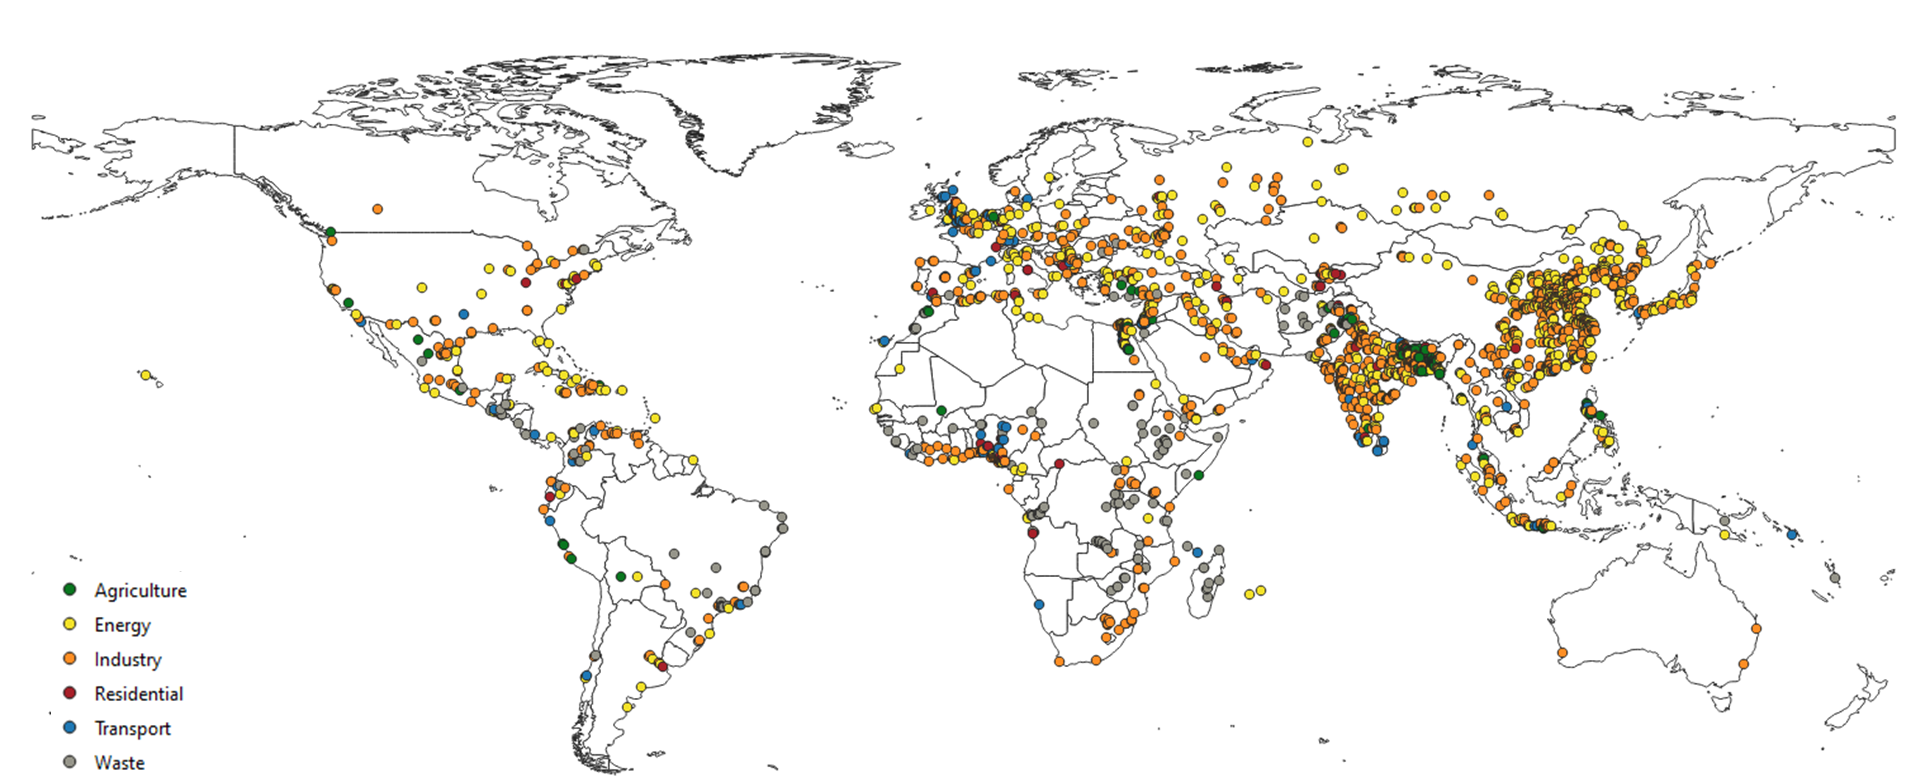 Agriculture
Energy
Industry
Residential
Transport
Waste